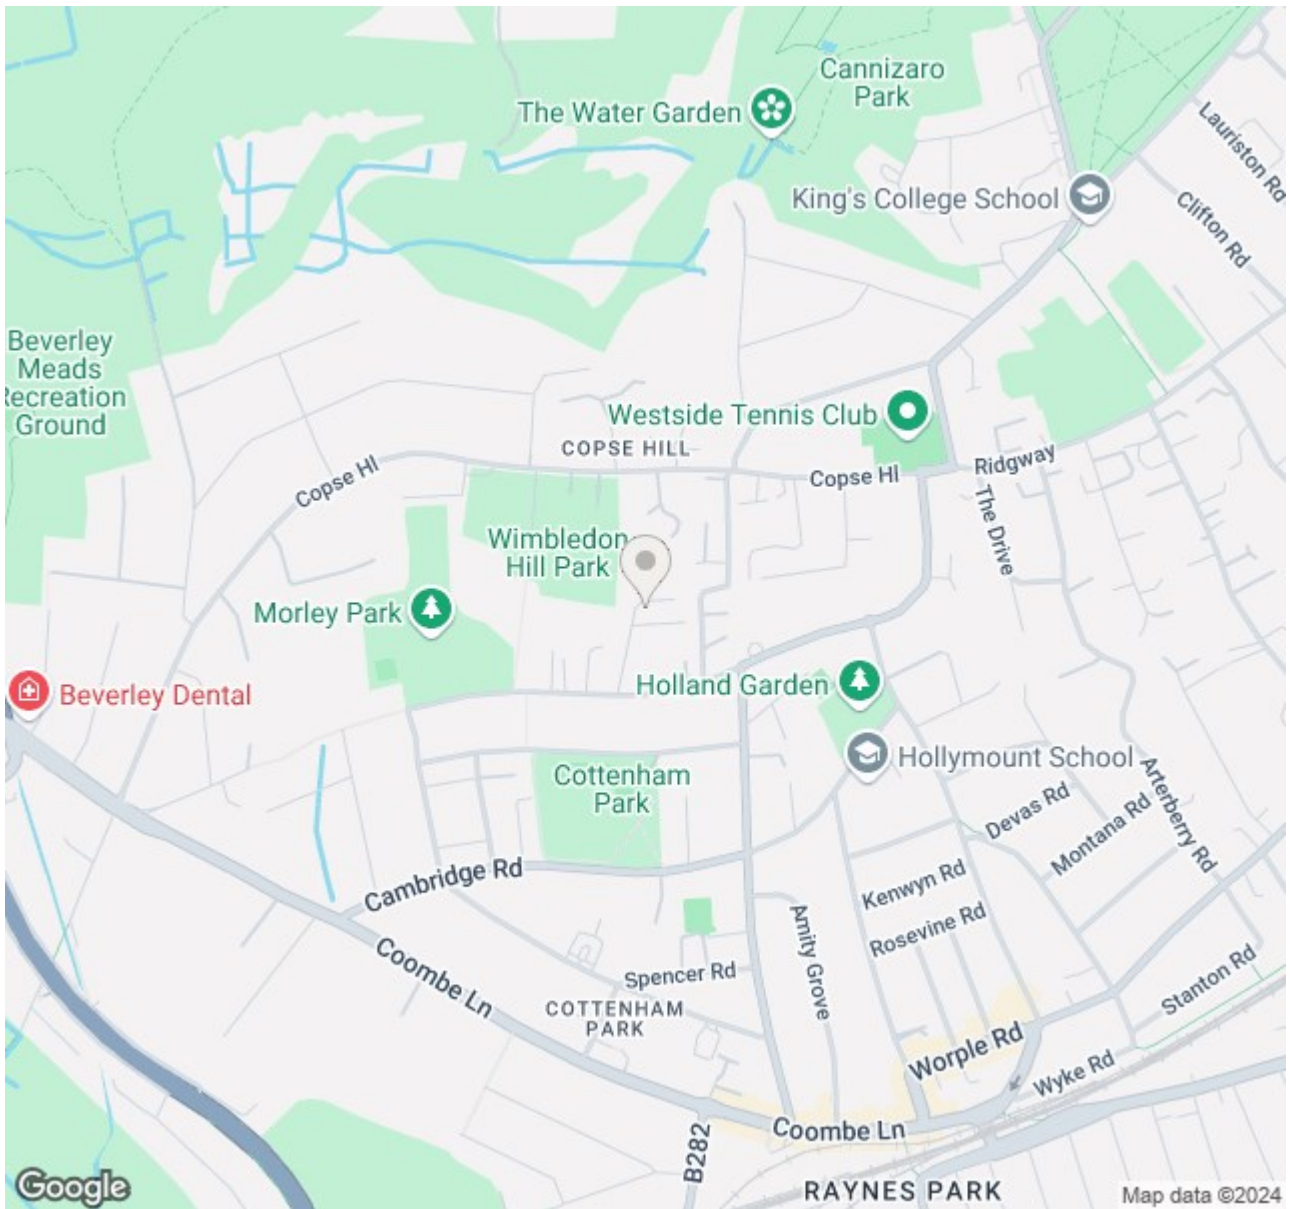 Cannizaro
Park
The Water Garden
Lauriston Rd
King's College School
Clifton Rd
Beverley
Meads
Recreation
Ground
Westside Tennis Club
COPSE HILL
Ridgway
Copse Hl
Copse Hl
The Drive
Wimbledon
Hill Park
Morley Park
Beverley Dental
Holland Garden
Hollymount School
Cottenham
Park
Arterberry Rd
Devas Rd
Montana Rd
Cambridge Rd
Kenwyn Rd
Rosevine Rd
Amity Grove
Coombe Ln
Spencer Rd
Stanton Rd
COTTENHAM
PARK
Worple Rd
Wyke Rd
Coombe Ln
B282
RAYNES PARK
Google
Map data ©2024